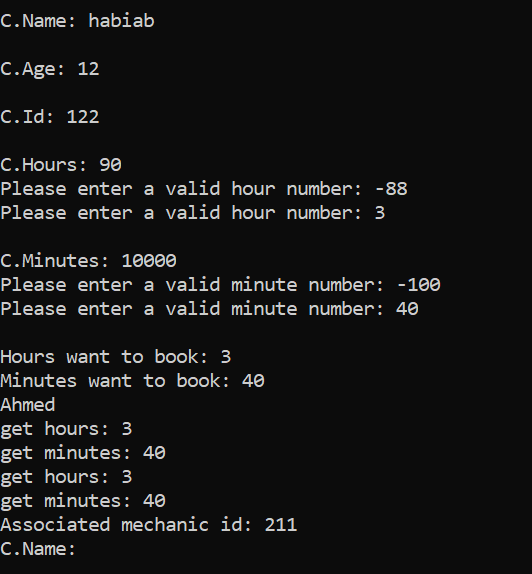 C.Name: habiab
C.Age: 12
C.Id: 122
C.Hours: 90
Please enter a valid hour number: -88
Please enter a valid hour number: 3
C.Minutes: 10000
Please enter a valid minute number: -100
Please enter a valid minute number: 40
Hours want to book: 3
Minutes want to book: 40
Ahmed
get hours: 3
get minutes: 40
get hours: 3
get minutes: 40
Associated mechanic id: 211
C.Name: